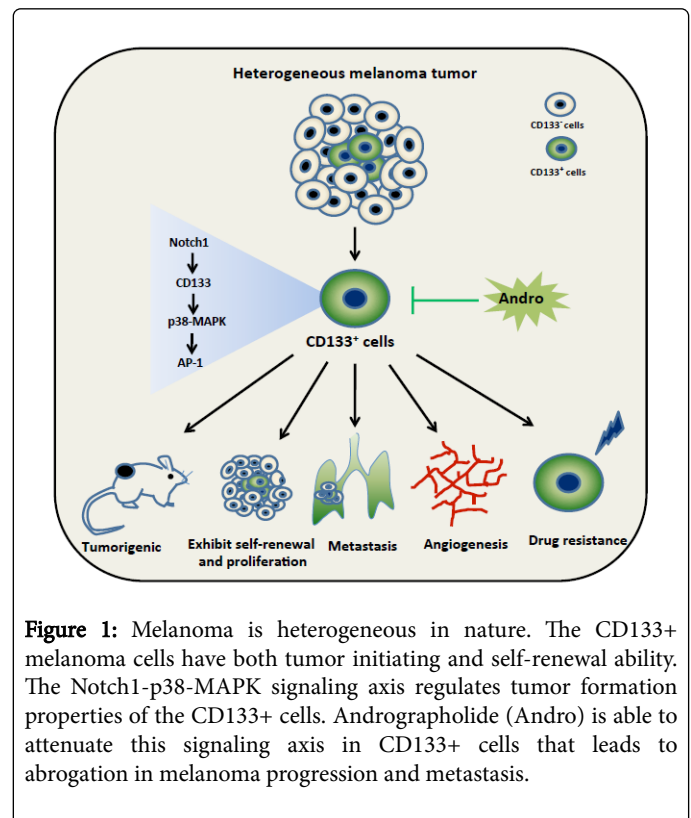 Heterogeneous melanoma tumor
CD133⁻ cells
CD133⁺ cells
Notch1
CD133
p38-MAPK
AP-1
Andro
CD133⁺ cells
Tumorigenic
Exhibit self-renewal
and proliferation
Metastasis
Angiogenesis
Drug resistance
Figure 1: Melanoma is heterogeneous in nature. The CD133+
melanoma cells have both tumor initiating and self-renewal ability.
The Notch1-p38-MAPK signaling axis regulates tumor formation
properties of the CD133+ cells. Andrographolide (Andro) is able to
attenuate this signaling axis in CD133+ cells that leads to
abrogation in melanoma progression and metastasis.